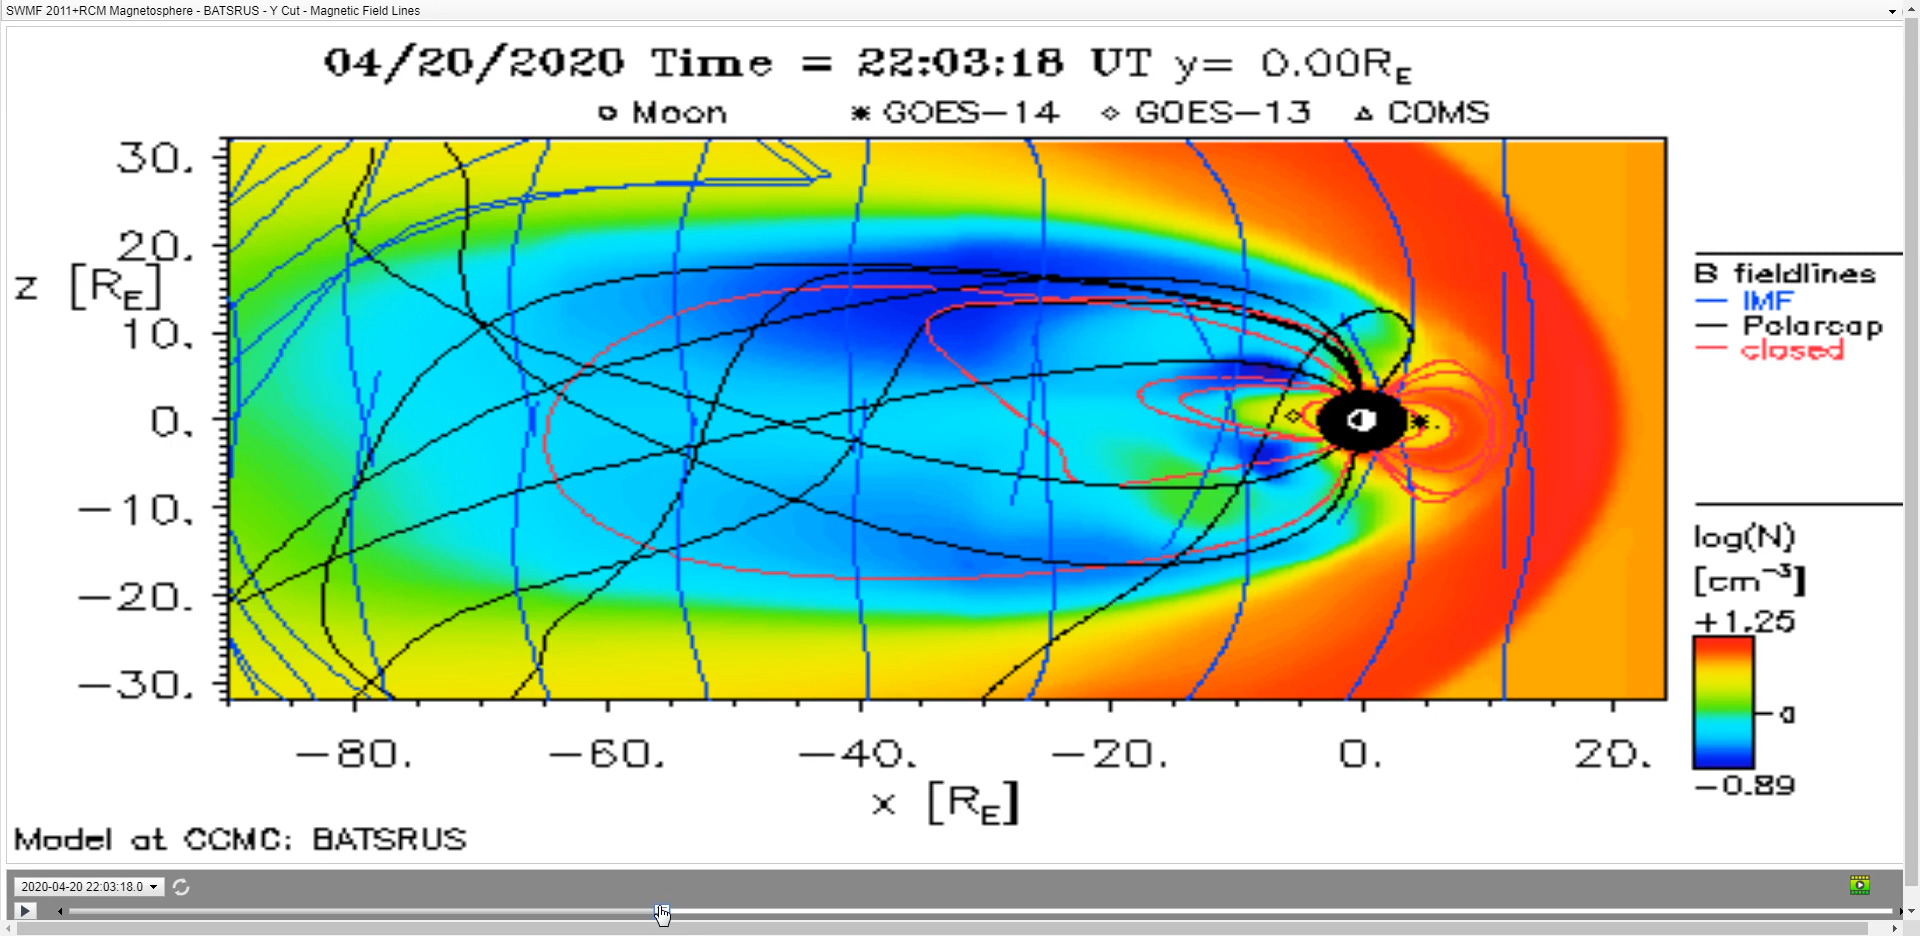 SWMF 2011+RCM Magnetosphere - BATSRUS - Y Cut - Magnetic Field Lines
04/20/2020 Time = 22:03:18 UT y= 0.00R_E
Moon GOES-14 GOES-13 COMS
30.
20.
z [R_E]
10.
0.
-10.
-20.
-30.
-80. -60. -40. -20. 0. 20.
x [R_E]
B fieldlines
IMF
Polarcap
closed
log(N)
[cm^-3]
+1.25
0
-0.89
Model at CCMC: BATSRUS
2020-04-20 22:03:18.0